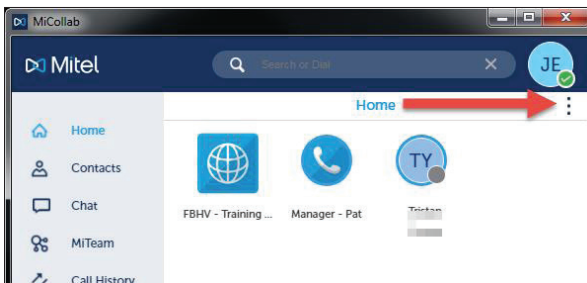 MiCollab
Mitel
Search or Dial
JE
Home
Home
Contacts
Chat
MiTeam
Call History
TY
FBHV - Training ...
Manager - Pat
Tristan